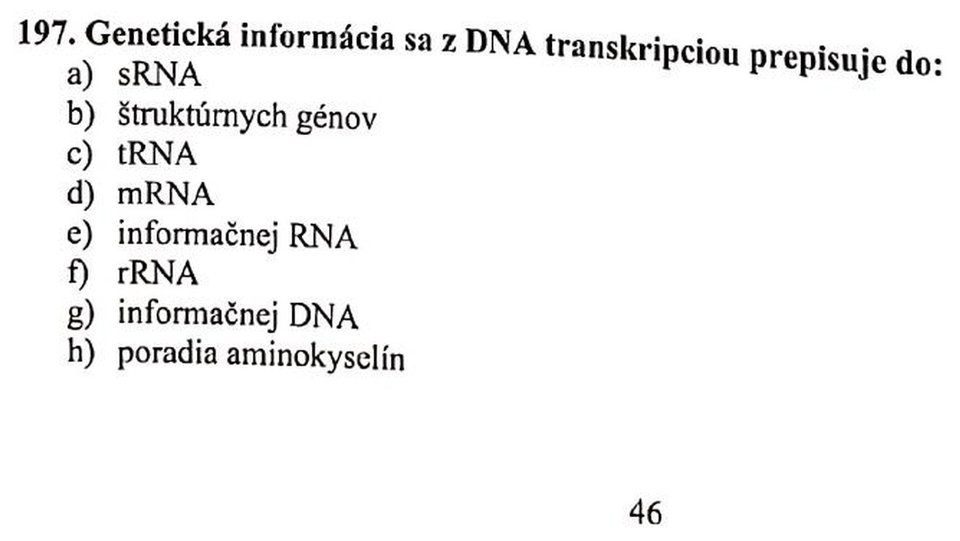 197. Genetická informácia sa z DNA transkripciou prepisuje do:
a) sRNA
b) štruktúrnych génov
c) tRNA
d) mRNA
e) informačnej RNA
f) rRNA
g) informačnej DNA
h) poradia aminokyselín
46